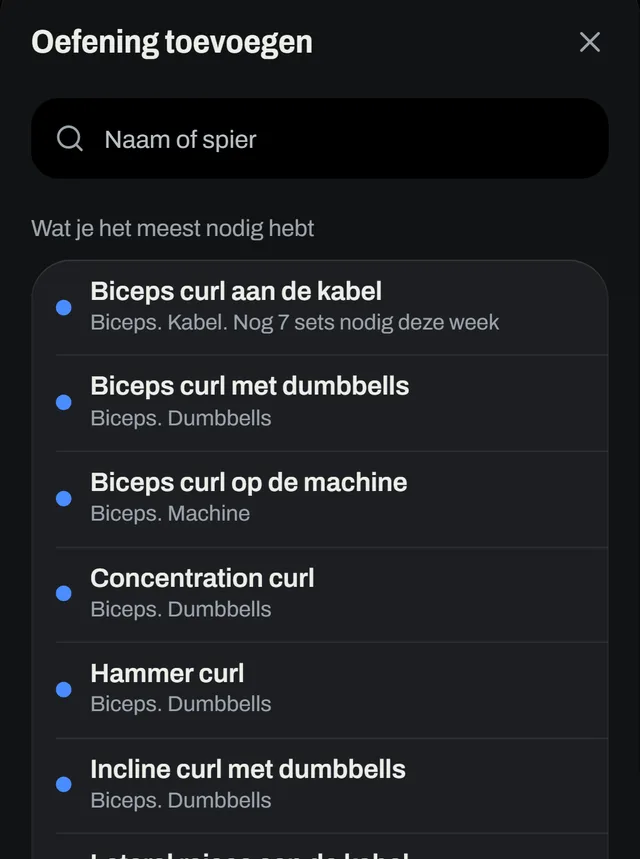 Oefening toevoegen
Naam of spier
Wat je het meest nodig hebt
Biceps curl aan de kabel
Biceps. Kabel. Nog 7 sets nodig deze week
Biceps curl met dumbbells
Biceps. Dumbbells
Biceps curl op de machine
Biceps. Machine
Concentration curl
Biceps. Dumbbells
Hammer curl
Biceps. Dumbbells
Incline curl met dumbbells
Biceps. Dumbbells